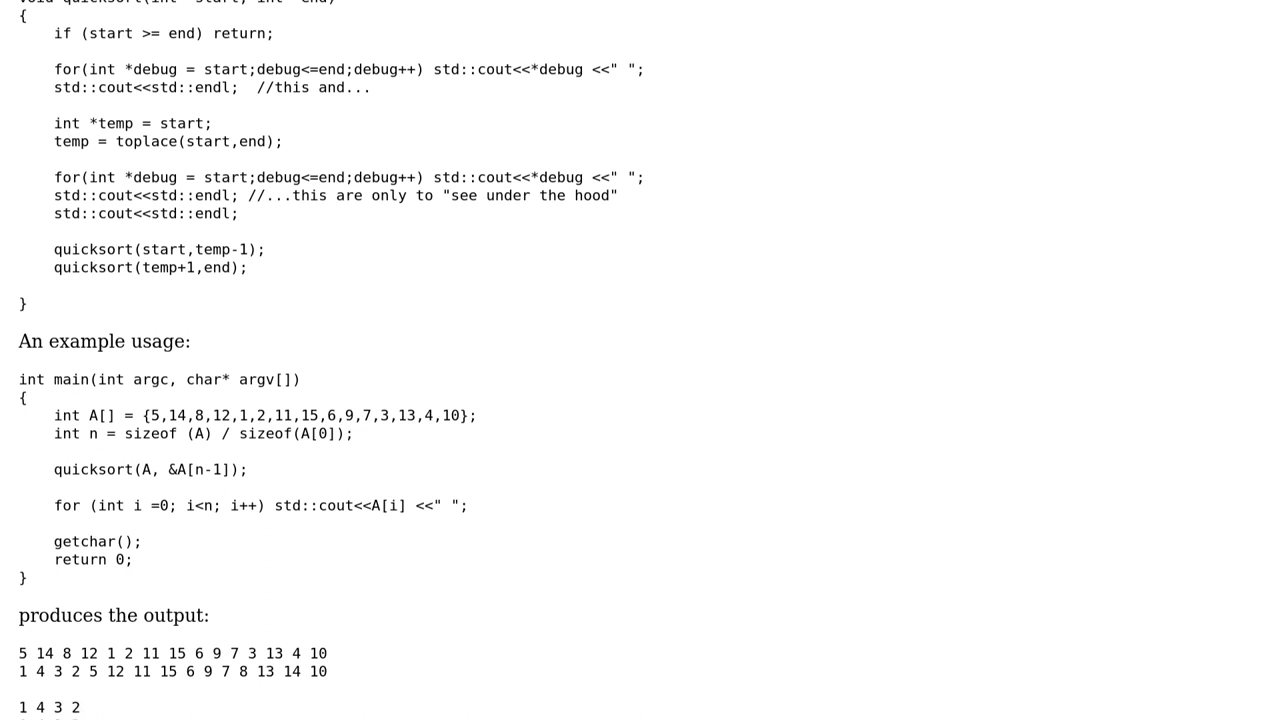 {
    if (start >= end) return;

    for(int *debug = start;debug<=end;debug++) std::cout<<*debug <<" ";
    std::cout<<std::endl;  //this and...

    int *temp = start;
    temp = toplace(start,end);

    for(int *debug = start;debug<=end;debug++) std::cout<<*debug <<" ";
    std::cout<<std::endl; //...this are only to "see under the hood"
    std::cout<<std::endl;

    quicksort(start,temp-1);
    quicksort(temp+1,end);

}
An example usage:
int main(int argc, char* argv[])
{
    int A[] = {5,14,8,12,1,2,11,15,6,9,7,3,13,4,10};
    int n = sizeof (A) / sizeof(A[0]);

    quicksort(A, &A[n-1]);

    for (int i =0; i<n; i++) std::cout<<A[i] <<" ";

    getchar();
    return 0;
}
produces the output:
5 14 8 12 1 2 11 15 6 9 7 3 13 4 10
1 4 3 2 5 12 11 15 6 9 7 8 13 14 10

1 4 3 2